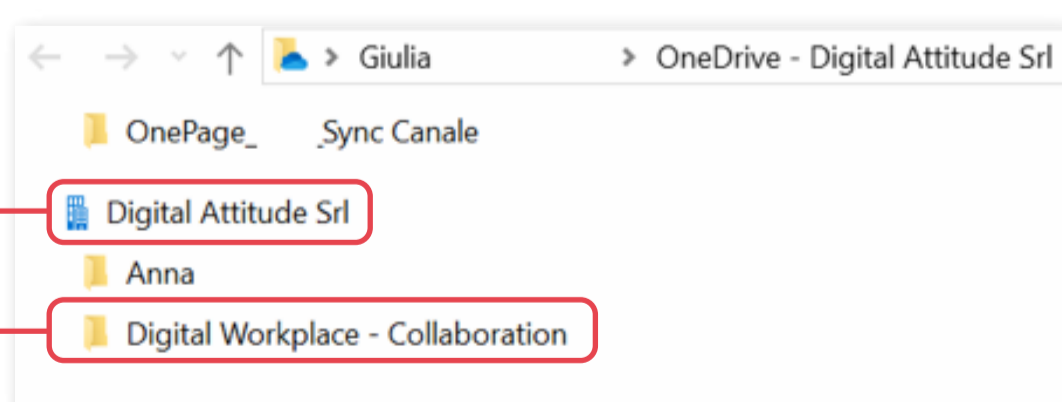 Giulia > OneDrive - Digital Attitude Srl
OnePage_ _Sync Canale
Digital Attitude Srl
Anna
Digital Workplace - Collaboration